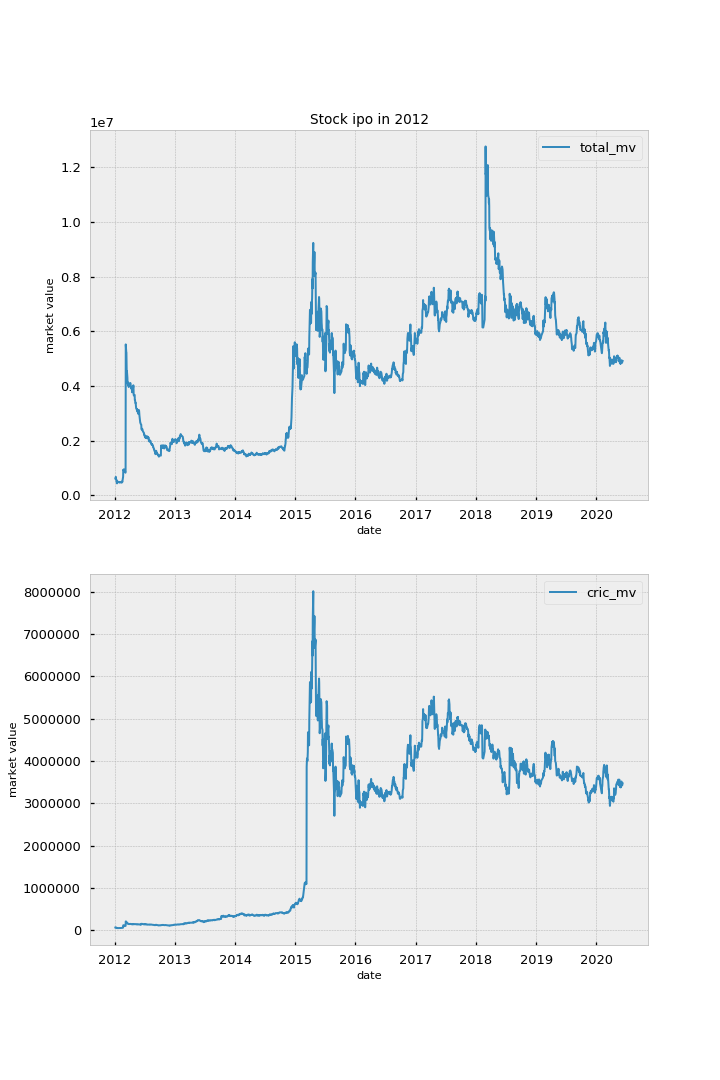 Stock ipo in 2012
1e7
total_mv
1.2
1.0
0.8
0.6
0.4
0.2
0.0
market value
2012 2013 2014 2015 2016 2017 2018 2019 2020
date
cric_mv
8000000
7000000
6000000
5000000
4000000
3000000
2000000
1000000
0
market value
2012 2013 2014 2015 2016 2017 2018 2019 2020
date